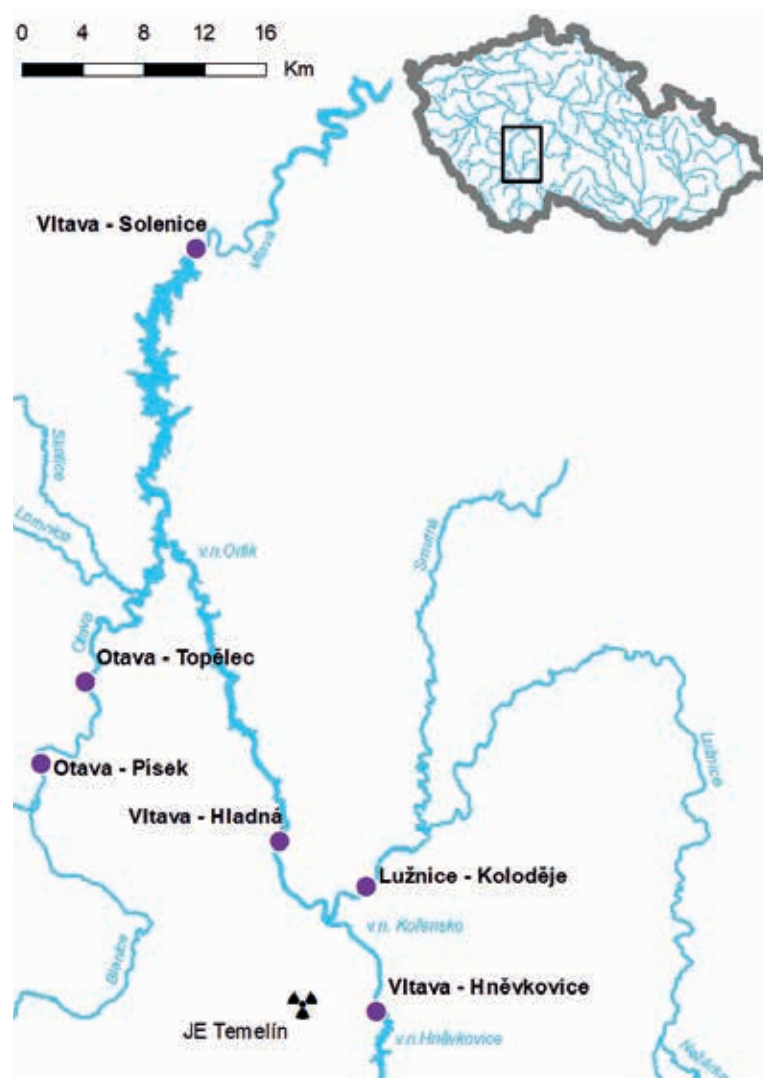 0 4 8 12 16
Km
Vltava - Solenice
Vltava
Skalice
Lomnice
v.n.Orlík
Smutná
Otava
Otava - Topělec
Lužnice
Otava - Písek
Vltava - Hladná
Lužnice - Koloděje
v.n. Kořensko
Blanice
Vltava - Hněvkovice
JE Temelín
v.n.Hněvkovice
Nežárka